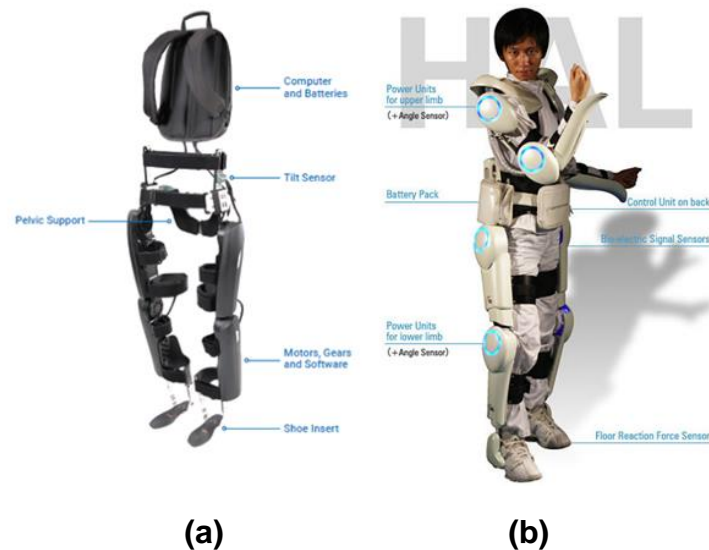 Computer
and Batteries
Tilt Sensor
Pelvic Support
Motors, Gears
and Software
Shoe Insert
(a)
HAL
Power Units
for upper limb
(+Angle Sensor)
Battery Pack
Control Unit on back
Bio-electric Signal Sensors
Power Units
for lower limb
(+Angle Sensor)
Floor Reaction Force Sensor
(b)